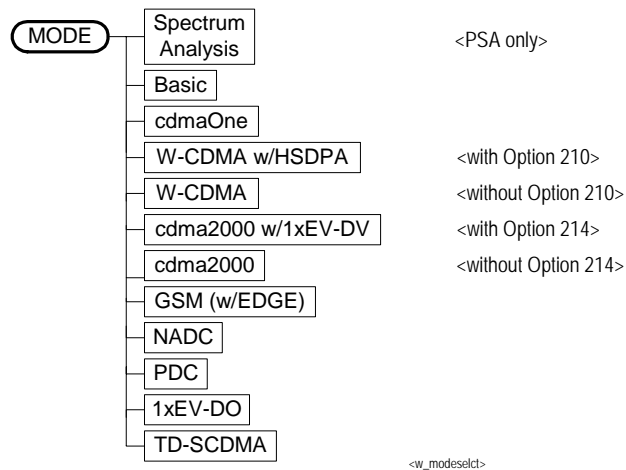 MODE
Spectrum
Analysis
<PSA only>
Basic
cdmaOne
W-CDMA w/HSDPA <with Option 210>
W-CDMA <without Option 210>
cdma2000 w/1xEV-DV <with Option 214>
cdma2000 <without Option 214>
GSM (w/EDGE)
NADC
PDC
1xEV-DO
TD-SCDMA
<w_modeselct>